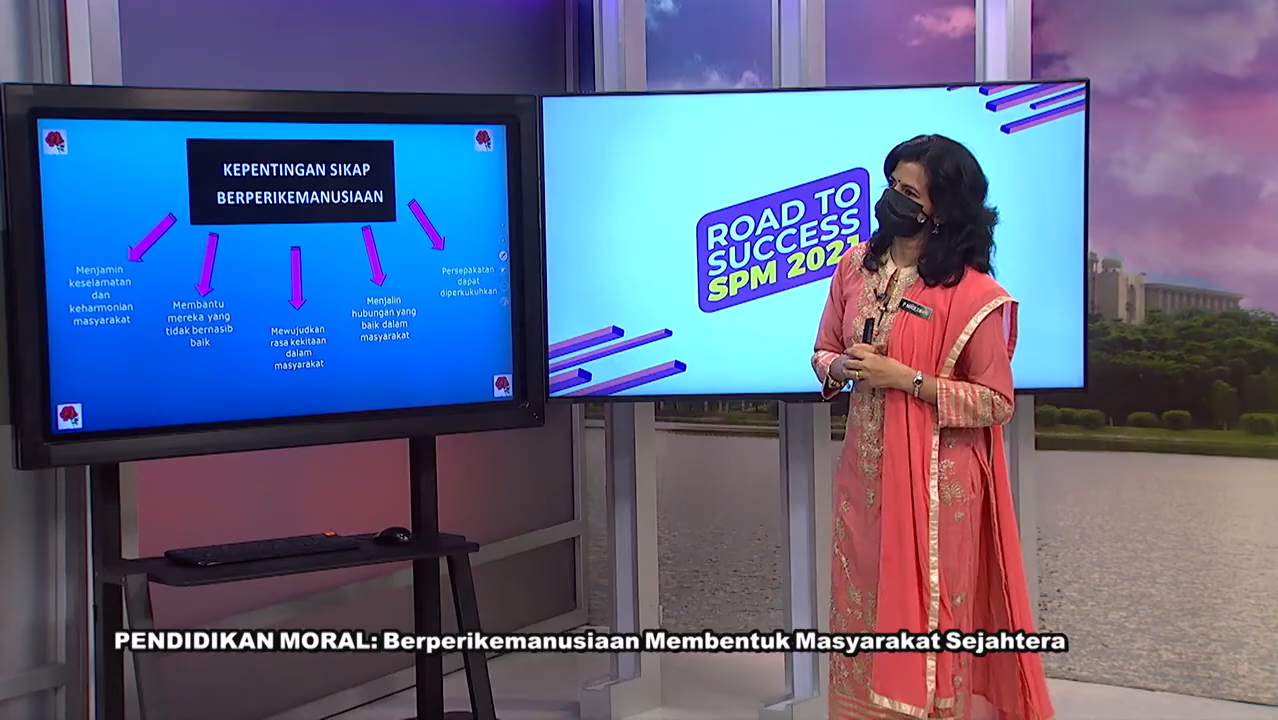 KEPENTINGAN SIKAP
BERPERIKEMANUSIAAN
Menjamin
keselamatan
dan
keharmonian
masyarakat
Membantu
mereka yang
tidak bernasib
baik
Mewujudkan
rasa kekitaan
dalam
masyarakat
Menjalin
hubungan yang
baik dalam
masyarakat
Persepakatan
dapat
diperkukuhkan
ROAD TO
SUCCESS
SPM 2021
PENDIDIKAN MORAL: Berperikemanusiaan Membentuk Masyarakat Sejahtera